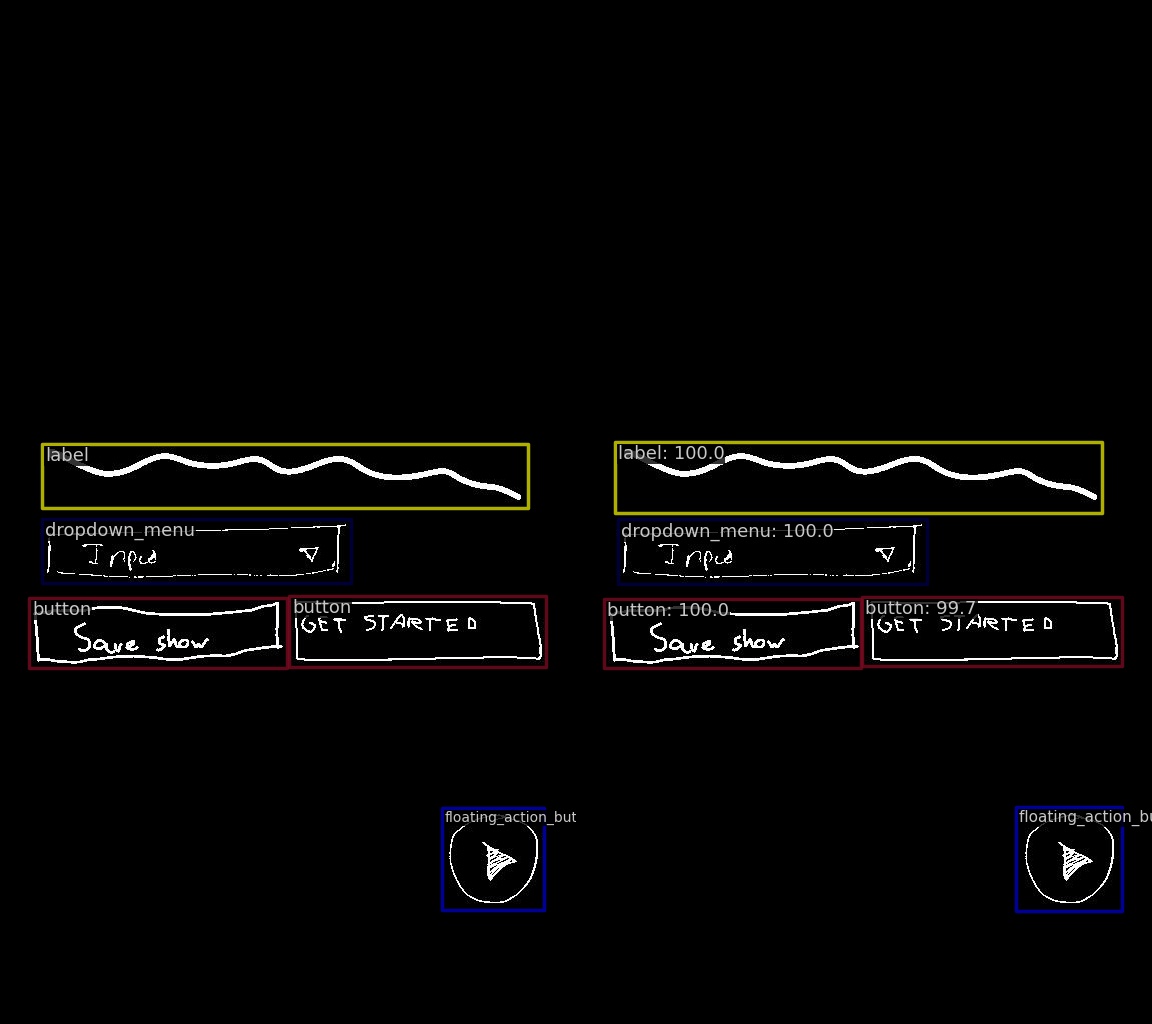 label
label: 100.0
dropdown_menu
dropdown_menu: 100.0
Input
Input
button
button
button: 100.0
button: 99.7
GET STARTED
GET STARTED
Save show
Save show
floating_action_but
floating_action_bu